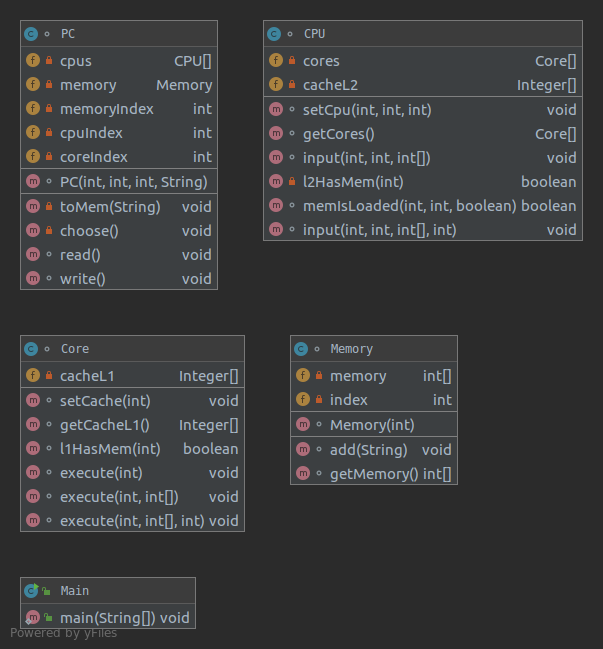 PC
cpus CPU[]
memory Memory
memoryIndex int
cpuIndex int
coreIndex int
PC(int, int, int, String)
toMem(String) void
choose() void
read() void
write() void
CPU
cores Core[]
cacheL2 Integer[]
setCpu(int, int, int) void
getCores() Core[]
input(int, int, int[]) void
l2HasMem(int) boolean
memIsLoaded(int, int, boolean) boolean
input(int, int, int[], int) void
Core
cacheL1 Integer[]
setCache(int) void
getCacheL1() Integer[]
l1HasMem(int) boolean
execute(int) void
execute(int, int[]) void
execute(int, int[], int) void
Memory
memory int[]
index int
Memory(int)
add(String) void
getMemory() int[]
Main
main(String[]) void
Powered by yFiles